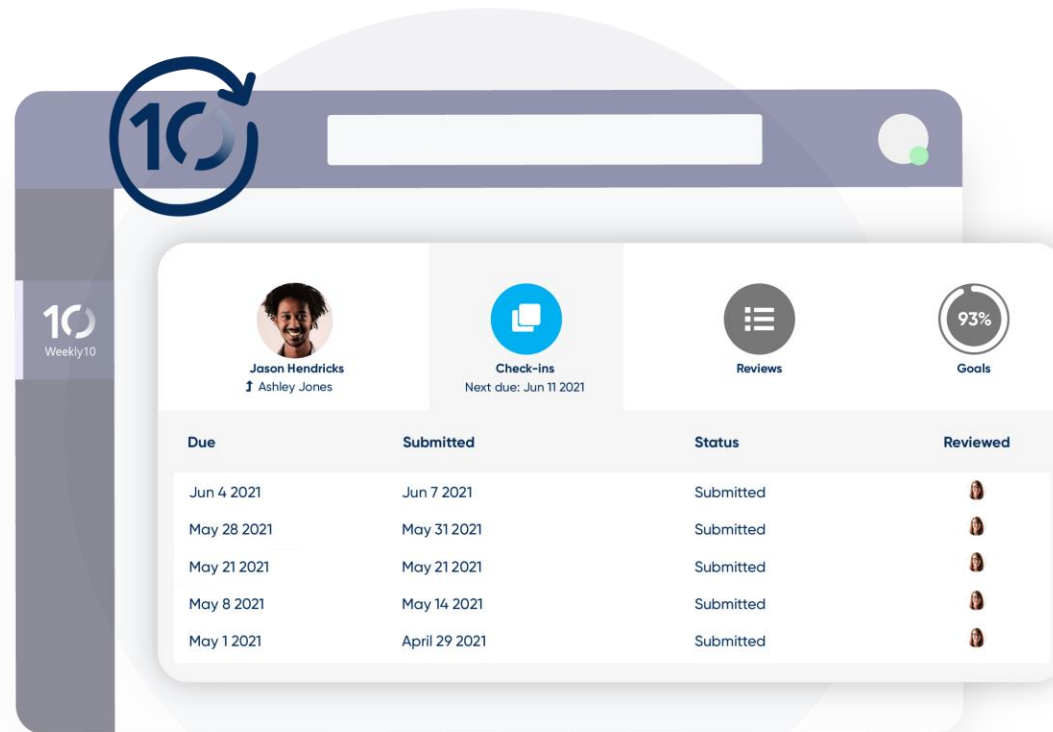 10
10
Weekly10
Jason Hendricks
Ashley Jones
Check-ins
Next due: Jun 11 2021
Reviews
93%
Goals
Due Submitted Status Reviewed
Jun 4 2021 Jun 7 2021 Submitted
May 28 2021 May 31 2021 Submitted
May 21 2021 May 21 2021 Submitted
May 8 2021 May 14 2021 Submitted
May 1 2021 April 29 2021 Submitted